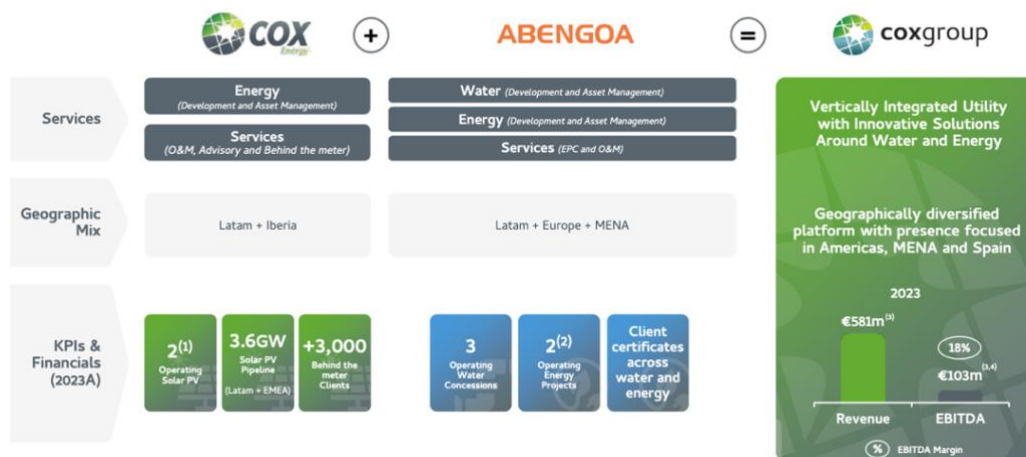 COX
Energy
+
ABENGOA
=
coxgroup
Services
Energy
(Development and Asset Management)
Services
(O&M, Advisory and Behind the meter)
Water (Development and Asset Management)
Energy (Development and Asset Management)
Services (EPC and O&M)
Vertically Integrated Utility
with Innovative Solutions
Around Water and Energy
Geographic
Mix
Latam + Iberia
Latam + Europe + MENA
Geographically diversified
platform with presence focused
in Americas, MENA and Spain
KPIs &
Financials
(2023A)
2(1)
Operating
Solar PV
3.6GW
Solar PV
Pipeline
(Latam + EMEA)
+3,000
Behind the
meter
Clients
3
Operating
Water
Concessions
2(2)
Operating
Energy
Projects
Client
certificates
across
water and
energy
2023
€581m(3)
18%
€103m(3,4)
Revenue
EBITDA
% EBITDA Margin